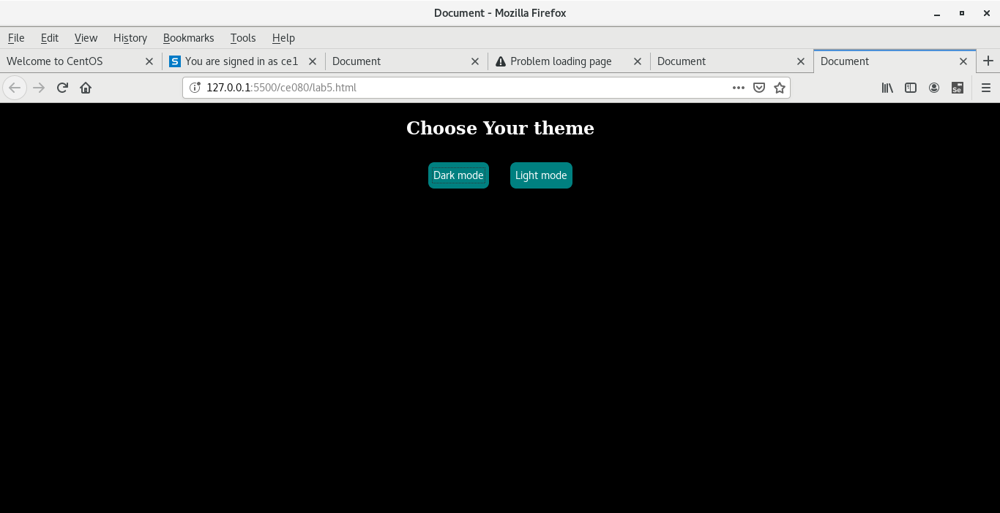 Document - Mozilla Firefox
File Edit View History Bookmarks Tools Help
Welcome to CentOS
S You are signed in as ce1
Document
Problem loading page
Document
Document
127.0.0.1:5500/ce080/lab5.html
Se
Choose Your theme
Dark mode
Light mode